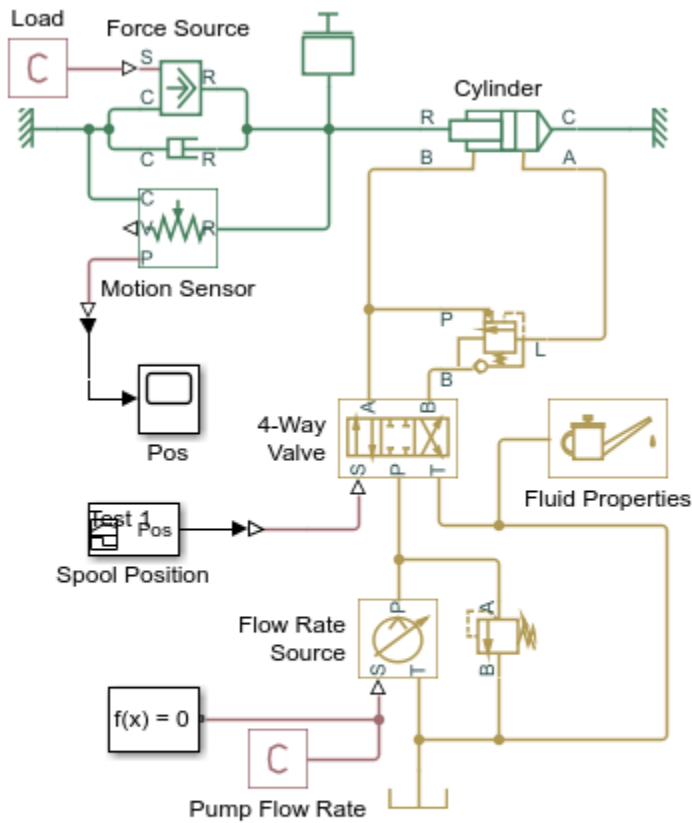 Load
Force Source
C
S
R
C
C
R
Cylinder
R
C
B
A
C
V
R
P
Motion Sensor
P
L
B
Pos
4-Way
Valve
A
B
S
P
T
Fluid Properties
Test 1
Pos
Spool Position
Flow Rate
Source
P
S
T
A
B
f(x) = 0
C
Pump Flow Rate